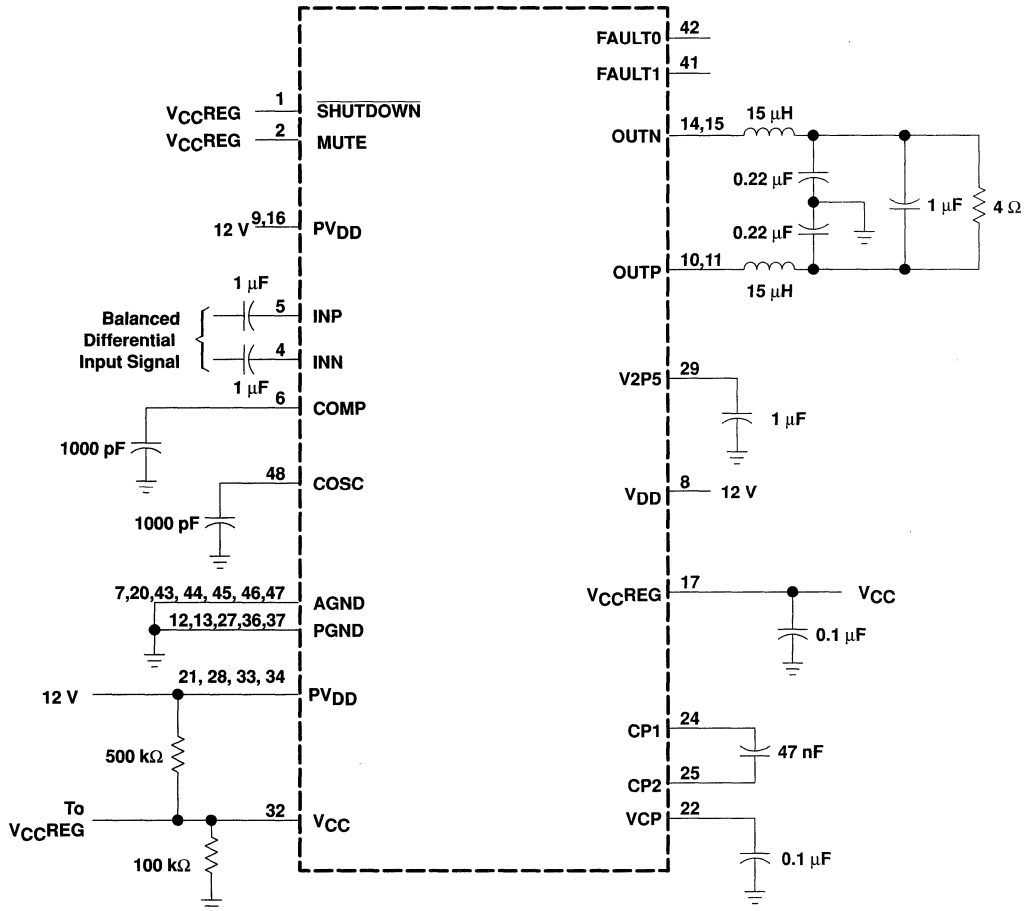 FAULT0 42
FAULT1 41
VCCREG 1 SHUTDOWN
VCCREG 2 MUTE
OUTN 14,15 15 μH
0.22 μF
0.22 μF
1 μF 4 Ω
12 V 9,16 PVDD
OUTP 10,11 15 μH
1 μF
Balanced
Differential
Input Signal
5 INP
4 INN
1 μF
6 COMP
1000 pF
V2P5 29
1 μF
48 COSC
1000 pF
VDD 8 12 V
7,20,43, 44, 45, 46,47 AGND
12,13,27,36,37 PGND
VCCREG 17 VCC
0.1 μF
12 V 21, 28, 33, 34 PVDD
500 kΩ
CP1 24
47 nF
CP2 25
To
VCCREG
32 VCC
100 kΩ
VCP 22
0.1 μF